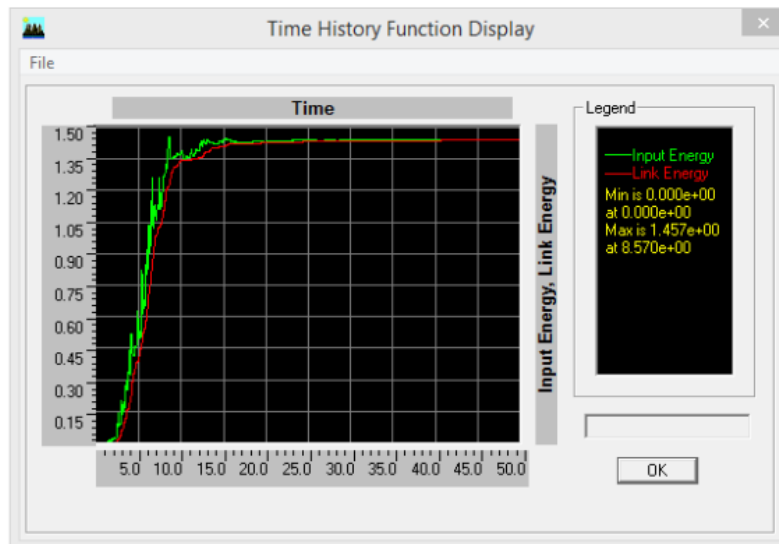 Time History Function Display
×
File
Time
Legend
1.50
1.35
1.20
1.05
0.90
0.75
0.60
0.45
0.30
0.15
Input Energy, Link Energy
Input Energy
Link Energy
Min is 0.000e+00
at 0.000e+00
Max is 1.457e+00
at 8.570e+00
5.0 10.0 15.0 20.0 25.0 30.0 35.0 40.0 45.0 50.0
OK